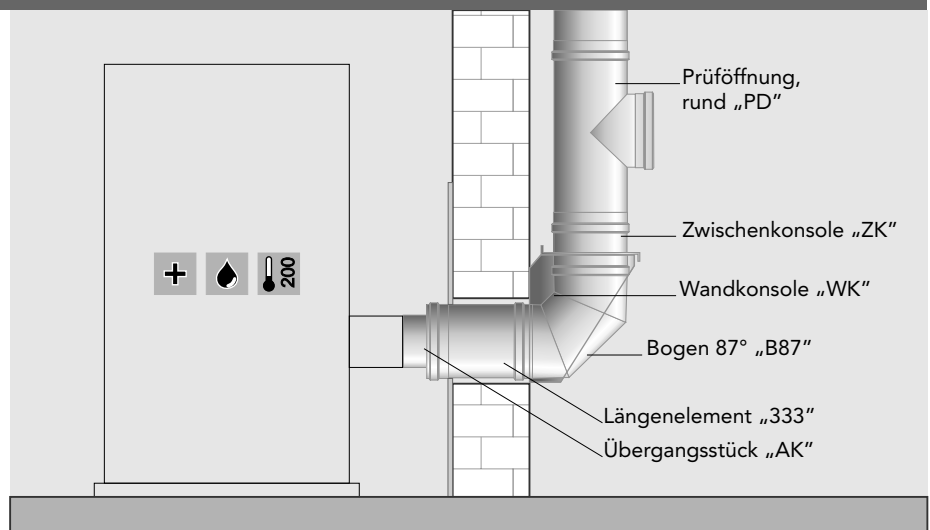 Prüföffnung,
rund „PD”
Zwischenkonsole „ZK”
200
Wandkonsole „WK”
Bogen 87° „B87”
Längenelement „333”
Übergangsstück „AK”